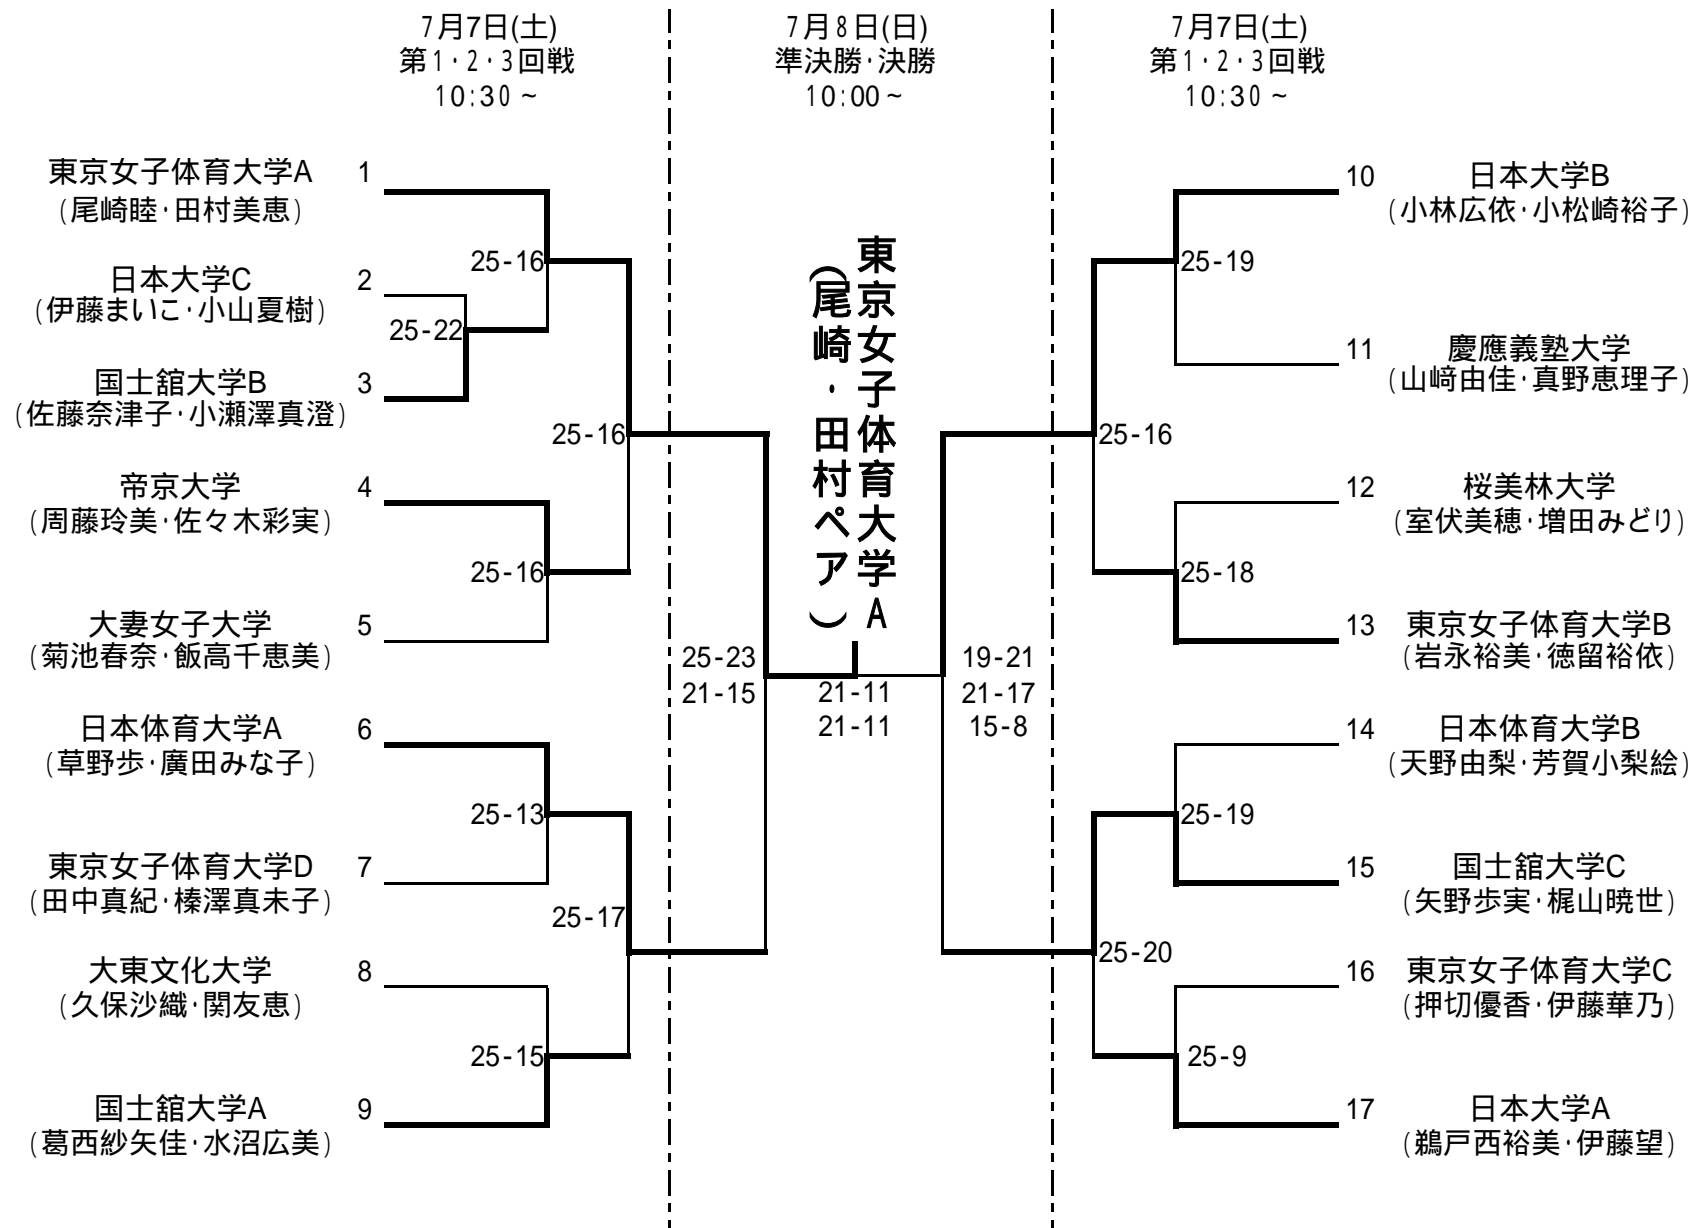 7月7日(土)
第1・2・3回戦
10:30 ~
7月8日(日)
準決勝・決勝
10:00 ~
7月7日(土)
第1・2・3回戦
10:30 ~
東京女子体育大学A 1
(尾崎睦・田村美恵)
25-16
日本大学C 2
(伊藤まいこ・小山夏樹)
25-22
国士舘大学B 3
(佐藤奈津子・小瀬澤真澄)
25-16
帝京大学 4
(周藤玲美・佐々木彩実)
25-16
大妻女子大学 5
(菊池春奈・飯高千恵美)
日本体育大学A 6
(草野歩・廣田みな子)
25-13
東京女子体育大学D 7
(田中真紀・榛澤真未子)
25-17
大東文化大学 8
(久保沙織・関友恵)
25-15
国士舘大学A 9
(葛西紗矢佳・水沼広美)
東京女子体育大学A
(尾崎・田村ペア)
25-23
21-15
21-11
21-11
19-21
21-17
15-8
10 日本大学B
(小林広依・小松崎裕子)
25-19
11 慶應義塾大学
(山﨑由佳・真野恵理子)
25-16
12 桜美林大学
(室伏美穂・増田みどり)
25-18
13 東京女子体育大学B
(岩永裕美・徳留裕依)
14 日本体育大学B
(天野由梨・芳賀小梨絵)
25-19
15 国士舘大学C
(矢野歩実・梶山暁世)
25-20
16 東京女子体育大学C
(押切優香・伊藤華乃)
25-9
17 日本大学A
(鵜戸西裕美・伊藤望)